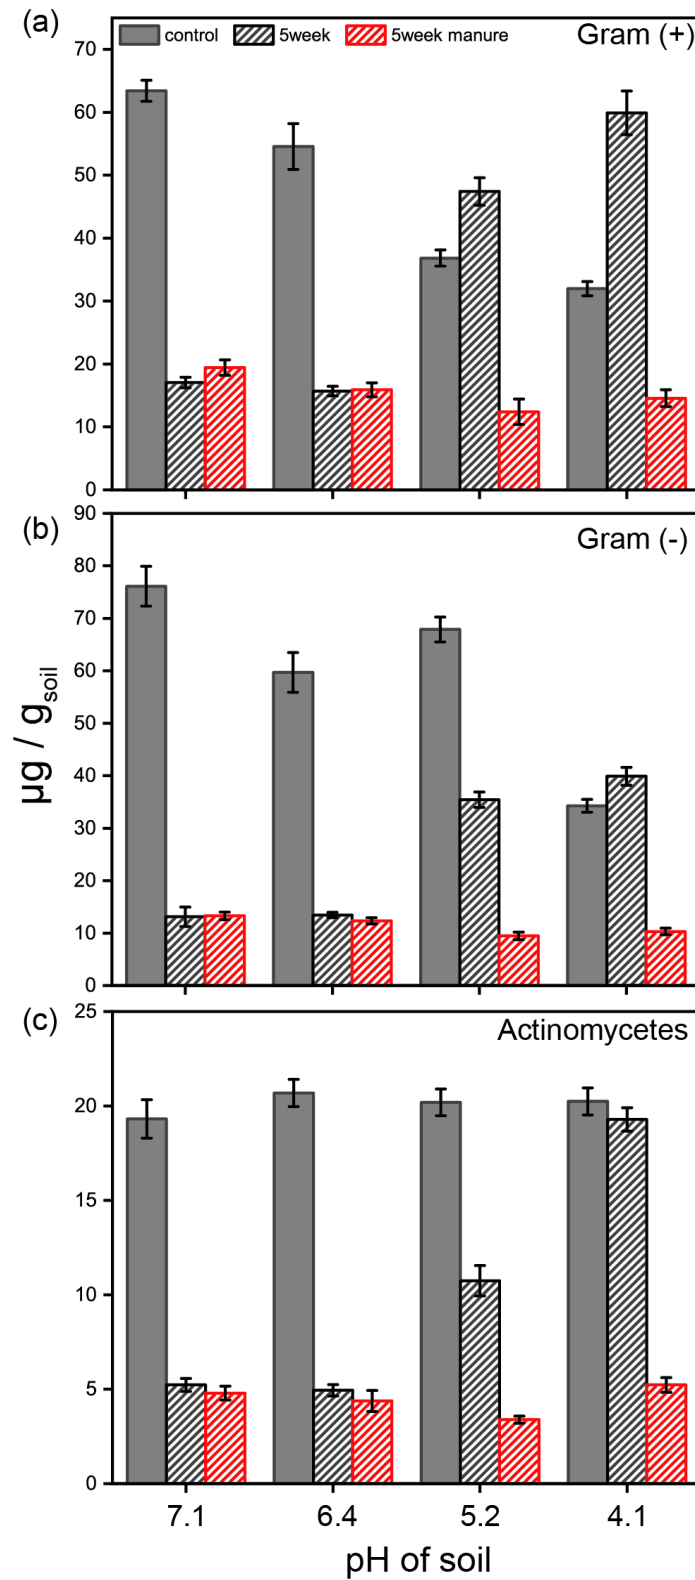 (a)
control 5week 5week manure
Gram (+)
70
60
50
40
30
20
10
0
(b)
Gram (-)
90
80
70
60
50
40
30
20
10
0
µg / gsoil
(c)
Actinomycetes
25
20
15
10
5
0
7.1 6.4 5.2 4.1
pH of soil